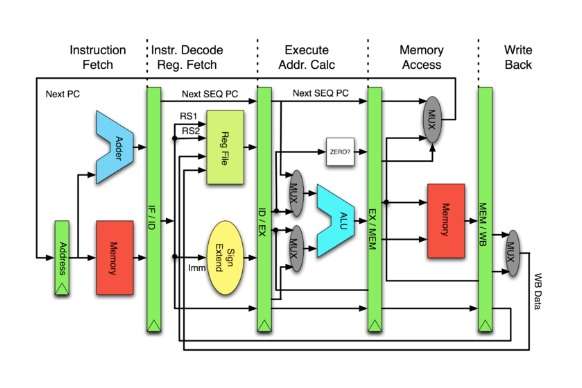 Instruction
Fetch
Instr. Decode
Reg. Fetch
Execute
Addr. Calc
Memory
Access
Write
Back
Next PC
Next SEQ PC
Next SEQ PC
RS1
RS2
Adder
Reg File
ZERO?
MUX
MUX
MUX
ALU
IF / ID
ID / EX
EX / MEM
MEM / WB
Address
Memory
Imm
Sign
Extend
Memory
MUX
WB Data